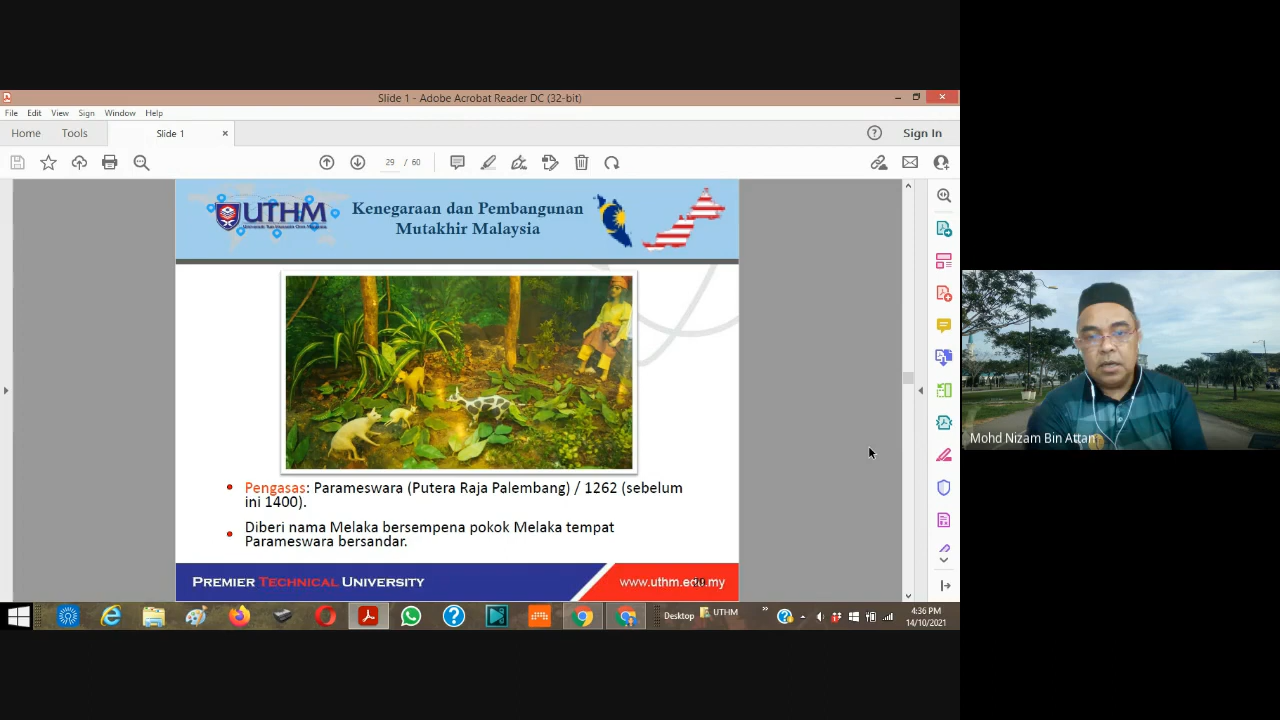 Slide 1 - Adobe Acrobat Reader DC (32-bit)
File Edit View Sign Window Help
Home Tools Slide 1 Sign In
29 / 60
UTHM
Kenegaraan dan Pembangunan
Mutakhir Malaysia
Pengasas: Parameswara (Putera Raja Palembang) / 1262 (sebelum
ini 1400).
Diberi nama Melaka bersempena pokok Melaka tempat
Parameswara bersandar.
PREMIER TECHNICAL UNIVERSITY
www.uthm.edu.my
Mohd Nizam Bin Attan
Desktop UTHM
4:36 PM
14/10/2021